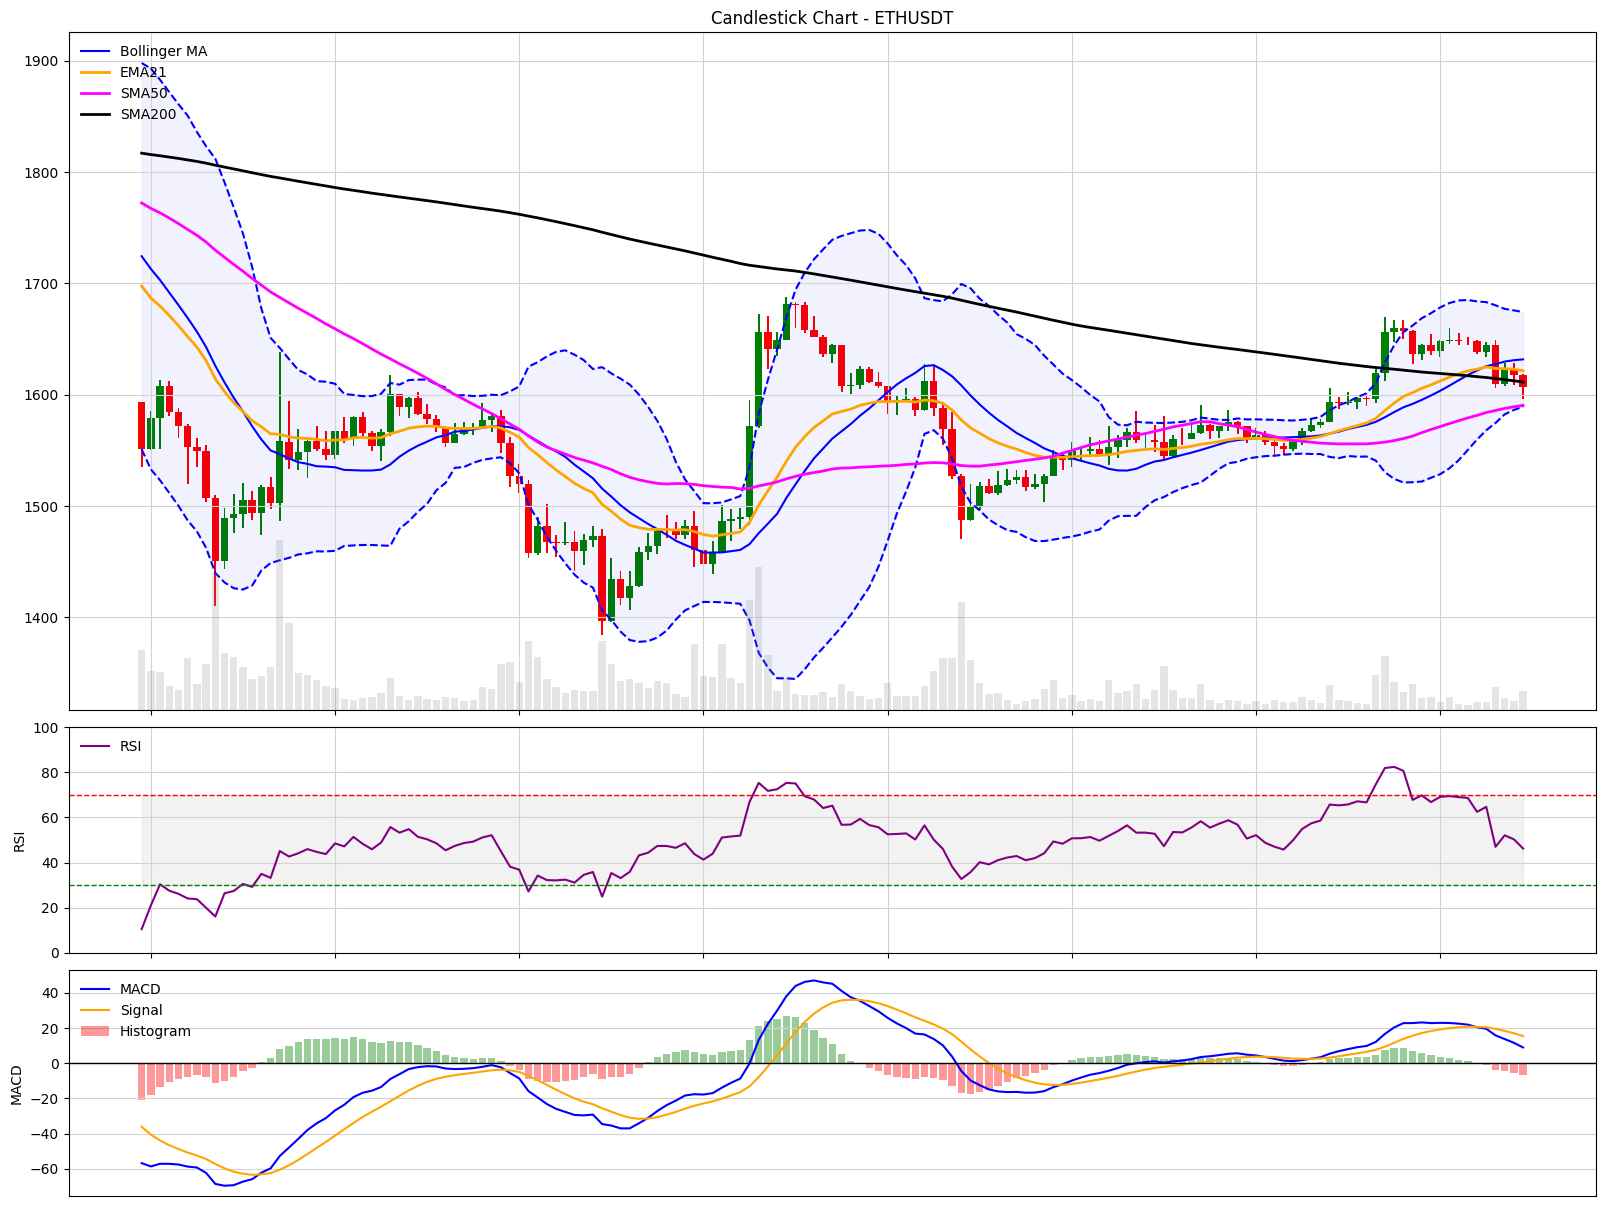 Candlestick Chart - ETHUSDT
Bollinger MA
EMA21
SMA50
SMA200
1900
1800
1700
1600
1500
1400
RSI
RSI
100
80
60
40
20
0
MACD
Signal
Histogram
MACD
40
20
0
−20
−40
−60